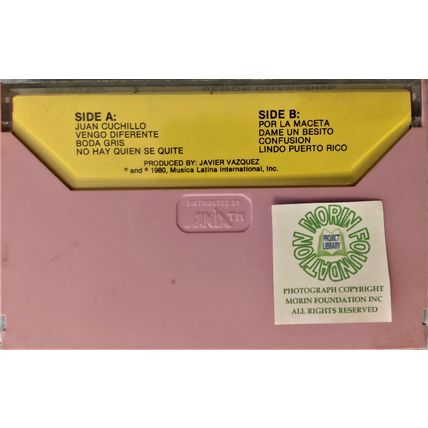 SIDE A:
JUAN CUCHILLO
VENGO DIFERENTE
BODA GRIS
NO HAY QUIEN SE QUITE
SIDE B:
POR LA MACETA
DAME UN BESITO
CONFUSION
LINDO PUERTO RICO
PRODUCED BY: JAVIER VAZQUEZ
℗ and © 1980, Musica Latina International, Inc.
DISTRIBUTED BY
TM
MORIN FOUNDATION
PROJECT
LIBRARY
PHOTOGRAPH COPYRIGHT
MORIN FOUNDATION INC
ALL RIGHTS RESERVED